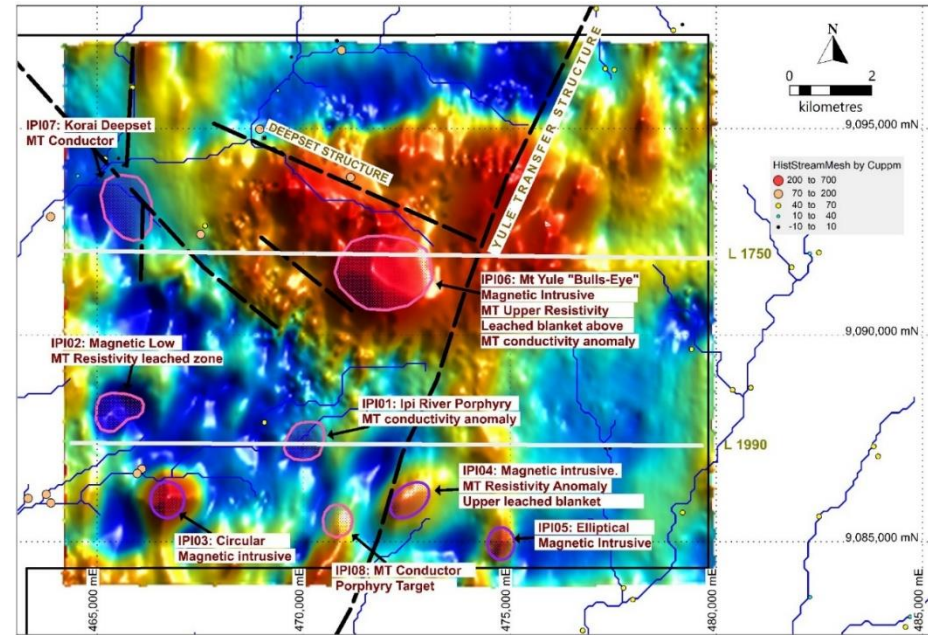 N
0 2
kilometres
IPI07: Korai Deepset
MT Conductor
DEEPSET STRUCTURE
YULE TRANSFER STRUCTURE
9,095,000 mN
HistStreamMesh by Cuppm
200 to 700
70 to 200
40 to 70
10 to 40
-10 to 10
L 1750
IPI06: Mt Yule "Bulls-Eye"
Magnetic Intrusive
MT Upper Resistivity
Leached blanket above
MT conductivity anomaly
9,090,000 mN
IPI02: Magnetic Low
MT Resistivity leached zone
IPI01: Ipi River Porphyry
MT conductivity anomaly
L 1990
IPI04: Magnetic intrusive.
MT Resistivity Anomaly
Upper leached blanket
IPI03: Circular
Magnetic intrusive
IPI05: Elliptical
Magnetic Intrusive
9,085,000 mN
IPI08: MT Conductor
Porphyry Target
465,000 mE
470,000 mE
475,000 mE
480,000 mE
485,000 mE